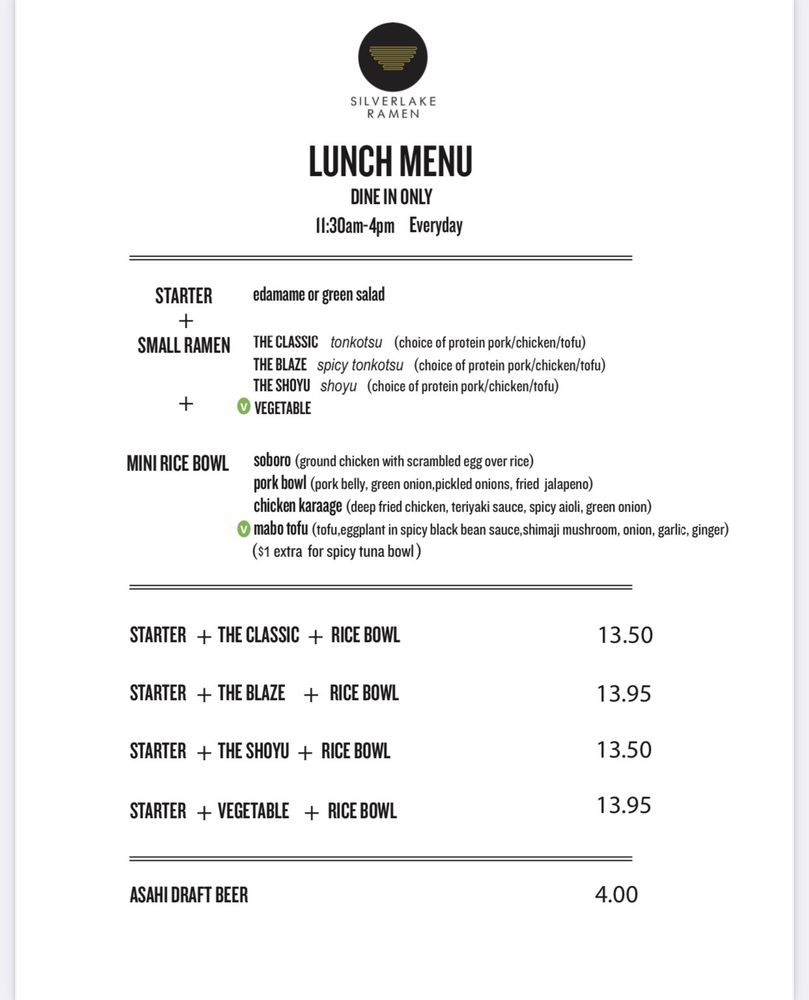 SILVERLAKE
RAMEN
LUNCH MENU
DINE IN ONLY
11:30am-4pm Everyday
STARTER edamame or green salad
+
SMALL RAMEN THE CLASSIC tonkotsu (choice of protein pork/chicken/tofu)
THE BLAZE spicy tonkotsu (choice of protein pork/chicken/tofu)
THE SHOYU shoyu (choice of protein pork/chicken/tofu)
+ V VEGETABLE
MINI RICE BOWL soboro (ground chicken with scrambled egg over rice)
pork bowl (pork belly, green onion,pickled onions, fried jalapeno)
chicken karaage (deep fried chicken, teriyaki sauce, spicy aioli, green onion)
V mabo tofu (tofu,eggplant in spicy black bean sauce,shimaji mushroom, onion, garlic, ginger)
($1 extra for spicy tuna bowl)
STARTER + THE CLASSIC + RICE BOWL 13.50
STARTER + THE BLAZE + RICE BOWL 13.95
STARTER + THE SHOYU + RICE BOWL 13.50
STARTER + VEGETABLE + RICE BOWL 13.95
ASAHI DRAFT BEER 4.00